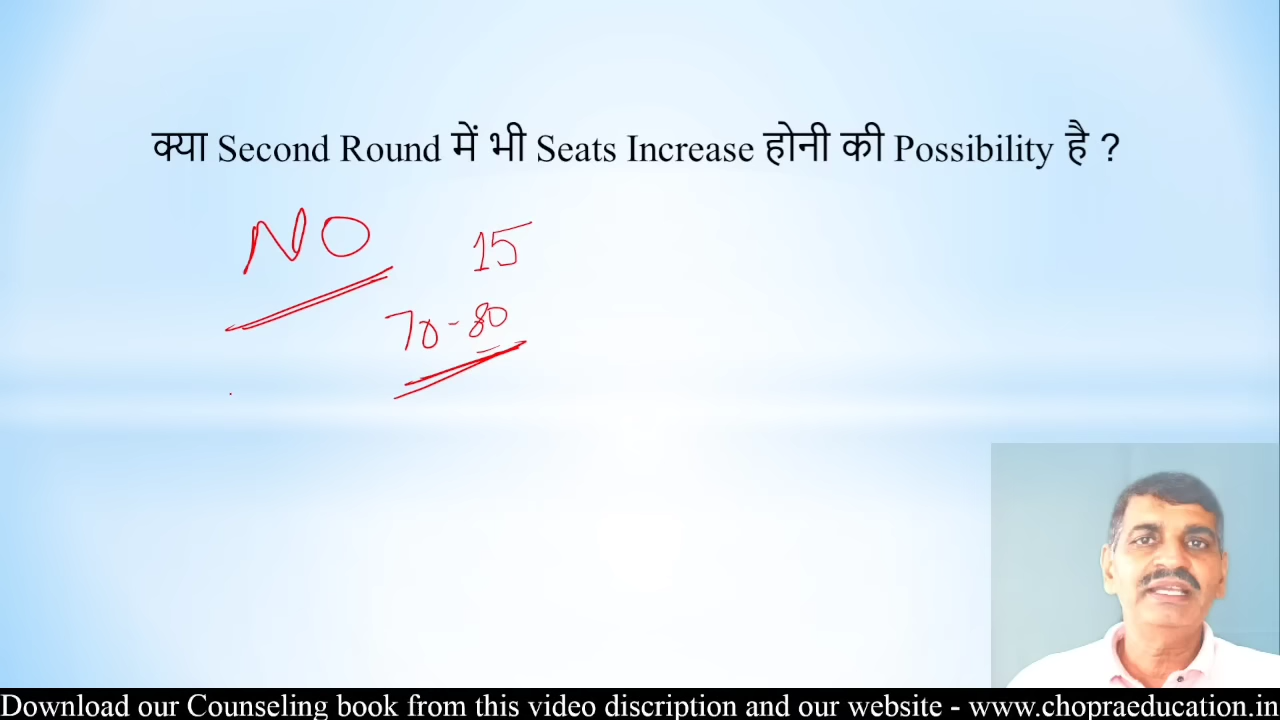 क्या Second Round में भी Seats Increase होनी की Possibility है ?
NO
15
70-80
Download our Counseling book from this video discription and our website - www.chopraeducation.in